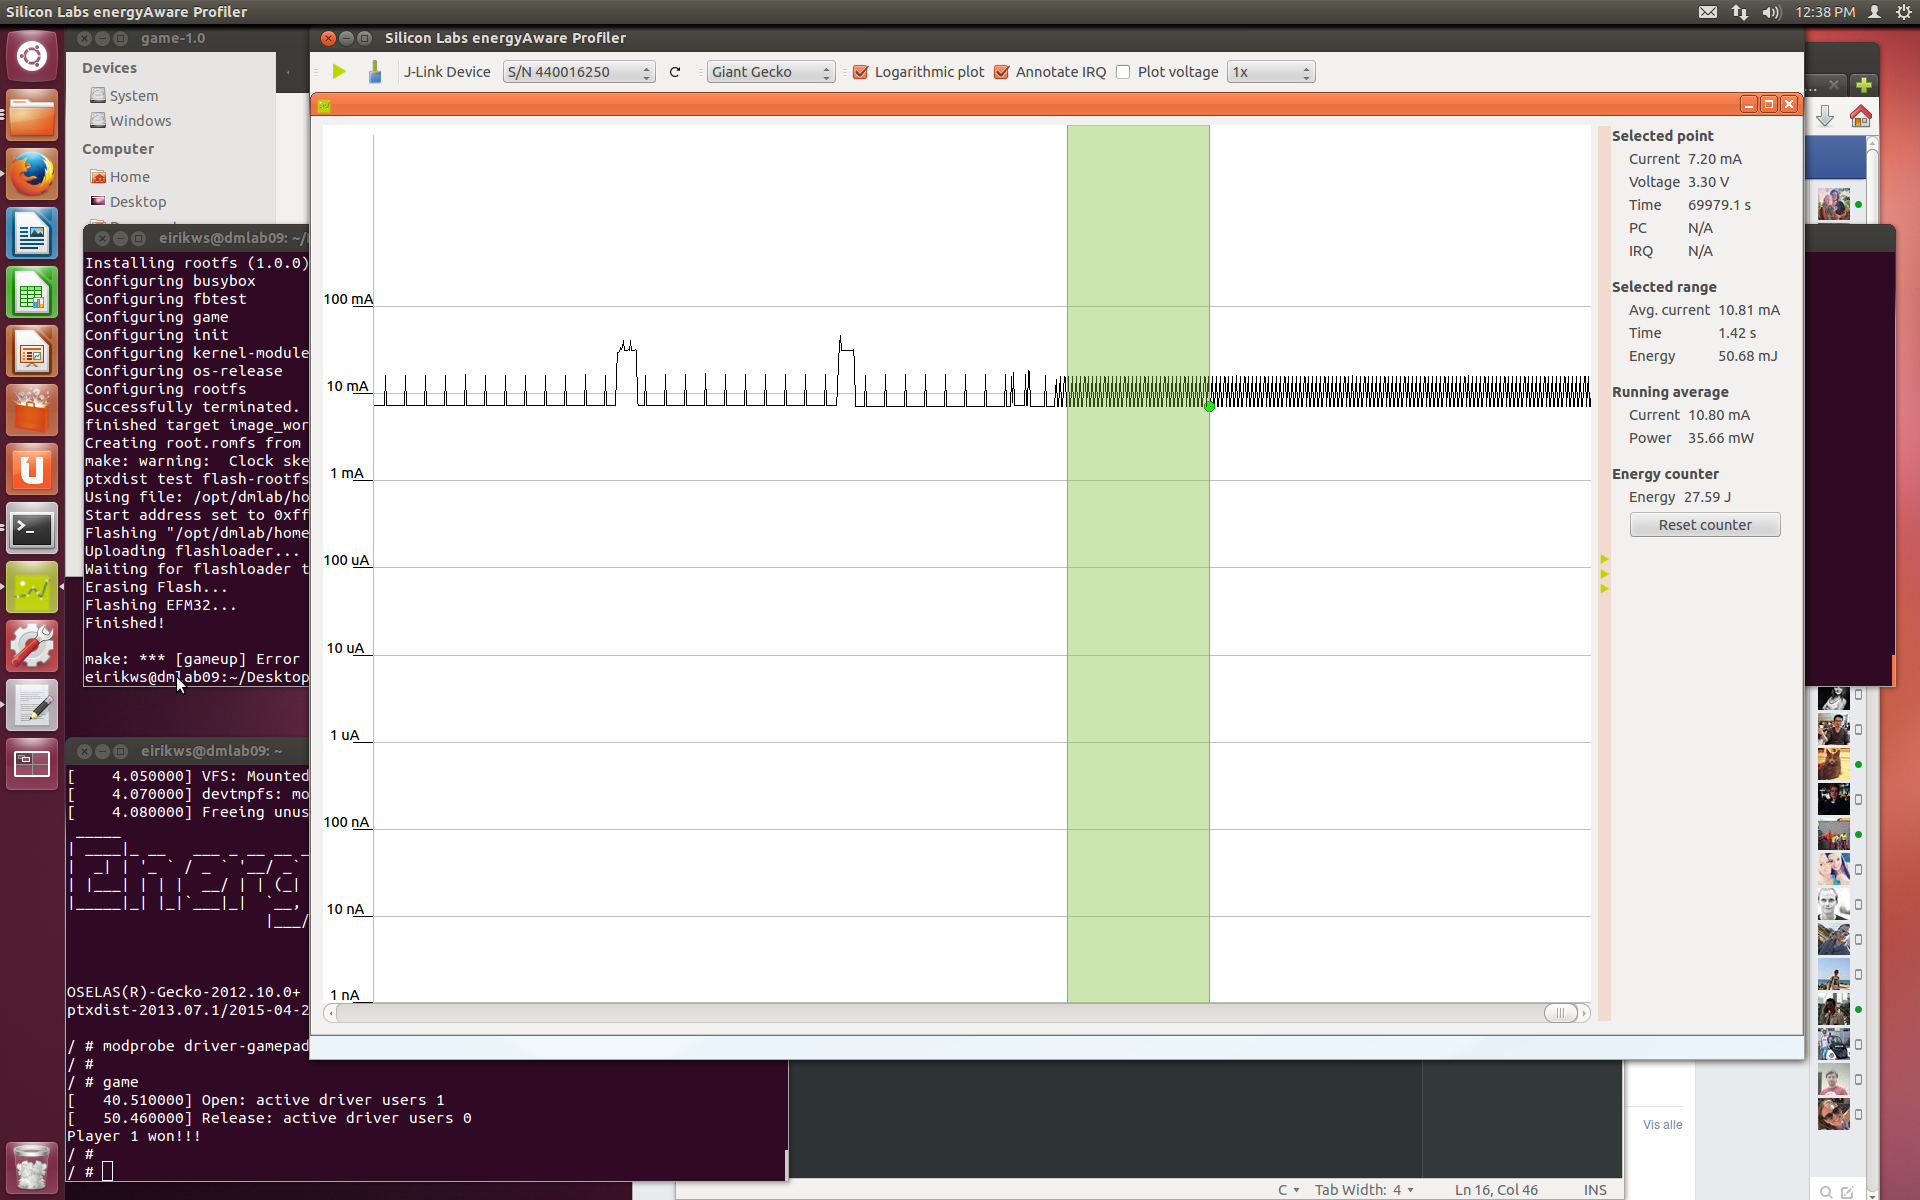 Silicon Labs energyAware Profiler
12:38 PM
game-1.0
Devices
System
Windows
Computer
Home
Desktop
eirikws@dmlab09: ~/
Installing rootfs (1.0.0)
Configuring busybox
Configuring fbtest
Configuring game
Configuring init
Configuring kernel-module
Configuring os-release
Configuring rootfs
Successfully terminated.
finished target image_wor
Creating root.romfs from
make: warning:  Clock ske
ptxdist test flash-rootfs
Using file: /opt/dmlab/ho
Start address set to 0xff
Flashing "/opt/dmlab/home
Uploading flashloader...
Waiting for flashloader t
Erasing Flash...
Flashing EFM32...
Finished!
make: *** [gameup] Error
eirikws@dmlab09:~/Desktop
eirikws@dmlab09: ~
[    4.050000] VFS: Mounted
[    4.070000] devtmpfs: mo
[    4.080000] Freeing unus
OSELAS(R)-Gecko-2012.10.0+
ptxdist-2013.07.1/2015-04-2
/ # modprobe driver-gamepad
/ #
/ # game
[   40.510000] Open: active driver users 1
[   50.460000] Release: active driver users 0
Player 1 won!!!
/ #
/ #
Silicon Labs energyAware Profiler
J-Link Device S/N 440016250 Giant Gecko Logarithmic plot Annotate IRQ Plot voltage 1x
100 mA
10 mA
1 mA
100 uA
10 uA
1 uA
100 nA
10 nA
1 nA
Selected point
Current 7.20 mA
Voltage 3.30 V
Time 69979.1 s
PC N/A
IRQ N/A
Selected range
Avg. current 10.81 mA
Time 1.42 s
Energy 50.68 mJ
Running average
Current 10.80 mA
Power 35.66 mW
Energy counter
Energy 27.59 J
Reset counter
Vis alle
C Tab Width: 4 Ln 16, Col 46 INS